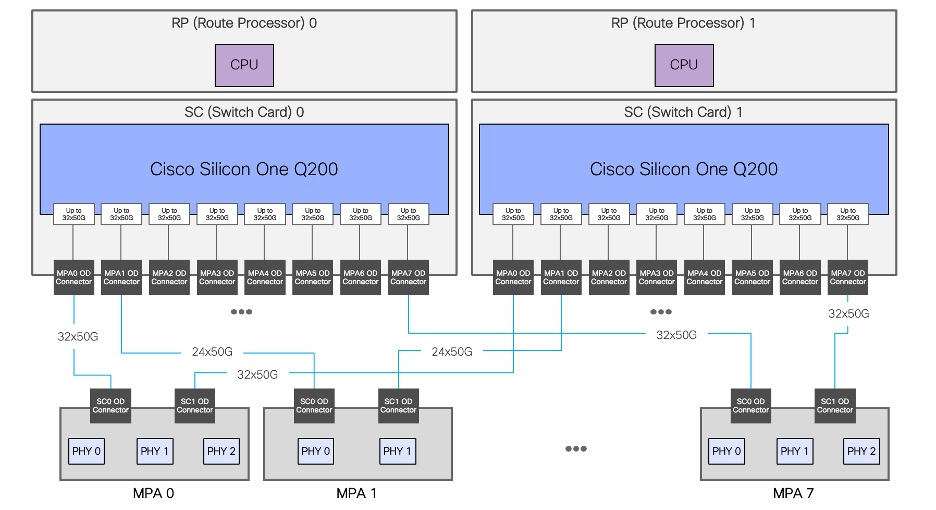 RP (Route Processor) 0
CPU
RP (Route Processor) 1
CPU
SC (Switch Card) 0
Cisco Silicon One Q200
SC (Switch Card) 1
Cisco Silicon One Q200
Up to
32x50G
Up to
32x50G
Up to
32x50G
Up to
32x50G
Up to
32x50G
Up to
32x50G
Up to
32x50G
Up to
32x50G
Up to
32x50G
Up to
32x50G
Up to
32x50G
Up to
32x50G
Up to
32x50G
Up to
32x50G
Up to
32x50G
Up to
32x50G
MPA0 OD
Connector
MPA1 OD
Connector
MPA2 OD
Connector
MPA3 OD
Connector
MPA4 OD
Connector
MPA5 OD
Connector
MPA6 OD
Connector
MPA7 OD
Connector
MPA0 OD
Connector
MPA1 OD
Connector
MPA2 OD
Connector
MPA3 OD
Connector
MPA4 OD
Connector
MPA5 OD
Connector
MPA6 OD
Connector
MPA7 OD
Connector
•••
•••
32x50G
32x50G
32x50G
24x50G
24x50G
32x50G
SC0 OD
Connector
SC1 OD
Connector
SC0 OD
Connector
SC1 OD
Connector
SC0 OD
Connector
SC1 OD
Connector
PHY 0
PHY 1
PHY 2
PHY 0
PHY 1
•••
PHY 0
PHY 1
PHY 2
MPA 0
MPA 1
MPA 7